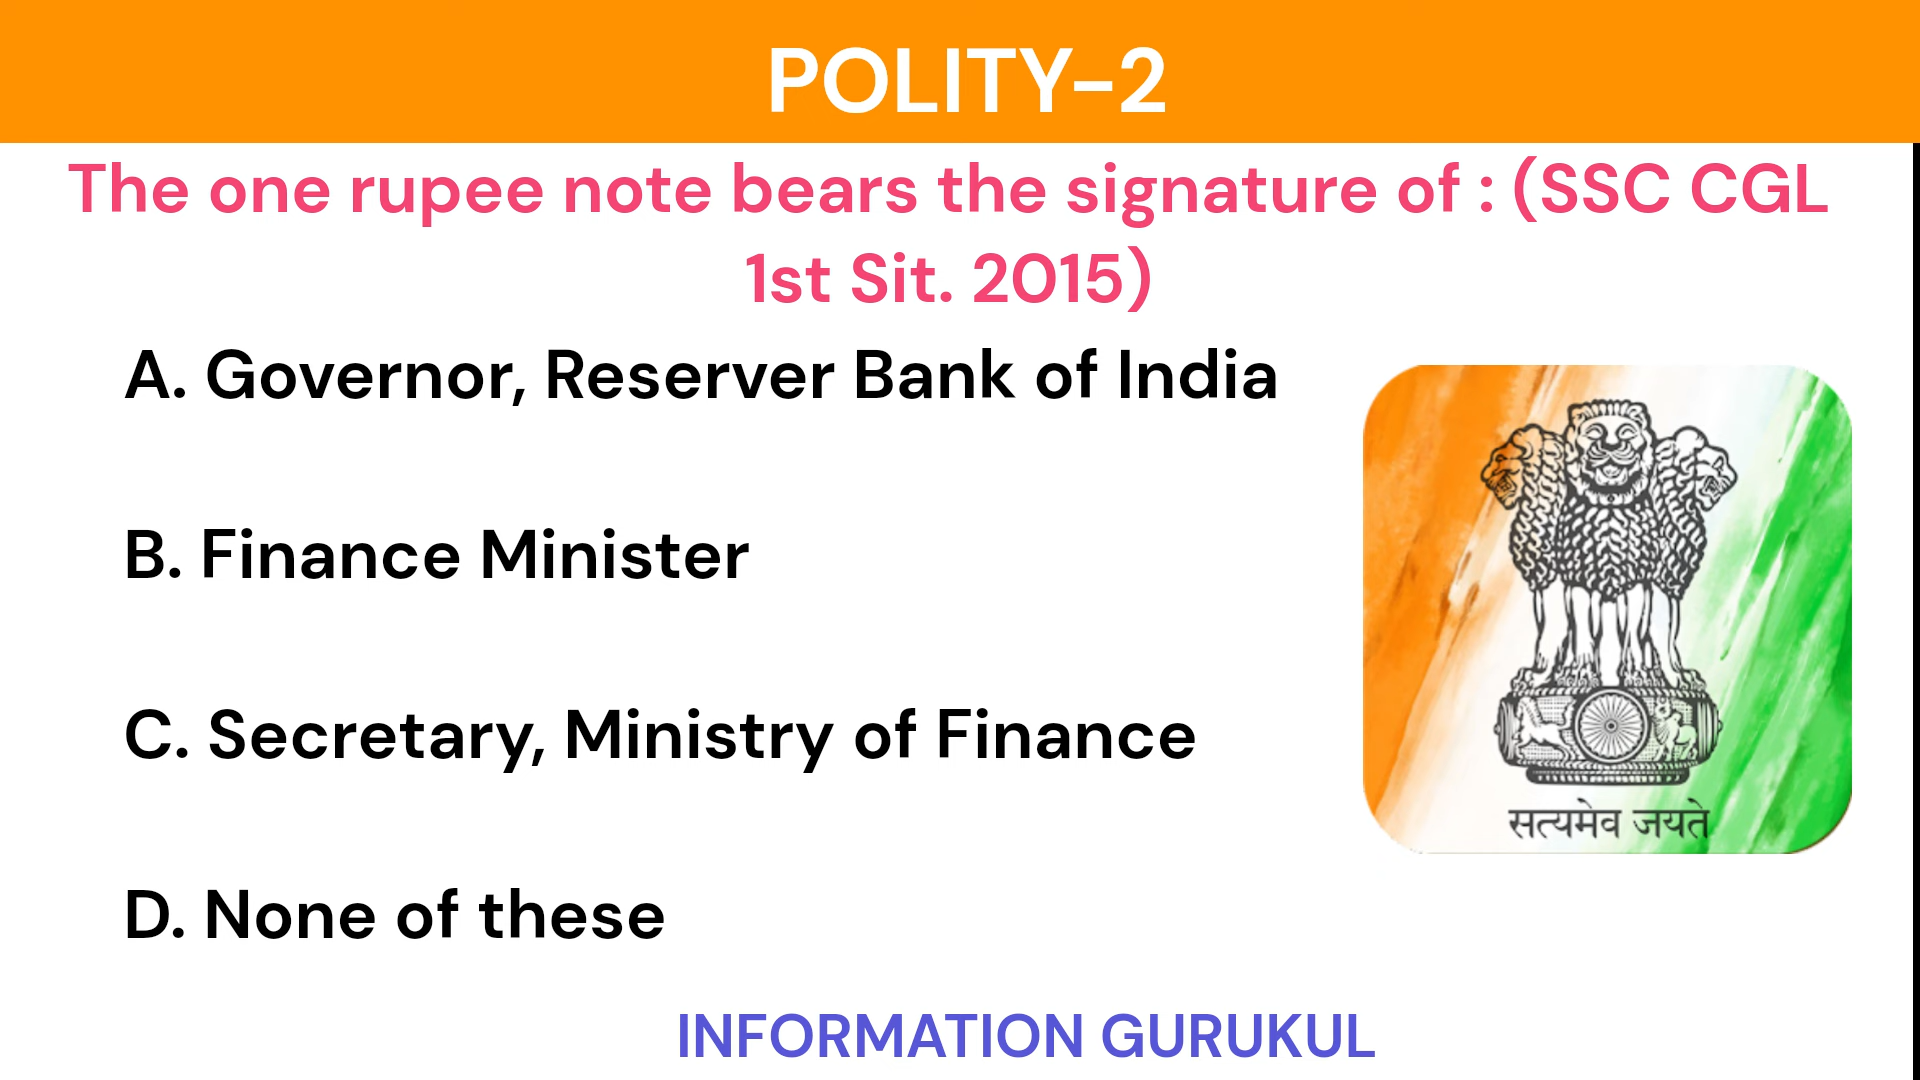 POLITY-2
The one rupee note bears the signature of : (SSC CGL
1st Sit. 2015)
A. Governor, Reserver Bank of India
B. Finance Minister
C. Secretary, Ministry of Finance
D. None of these
सत्यमेव जयते
INFORMATION GURUKUL